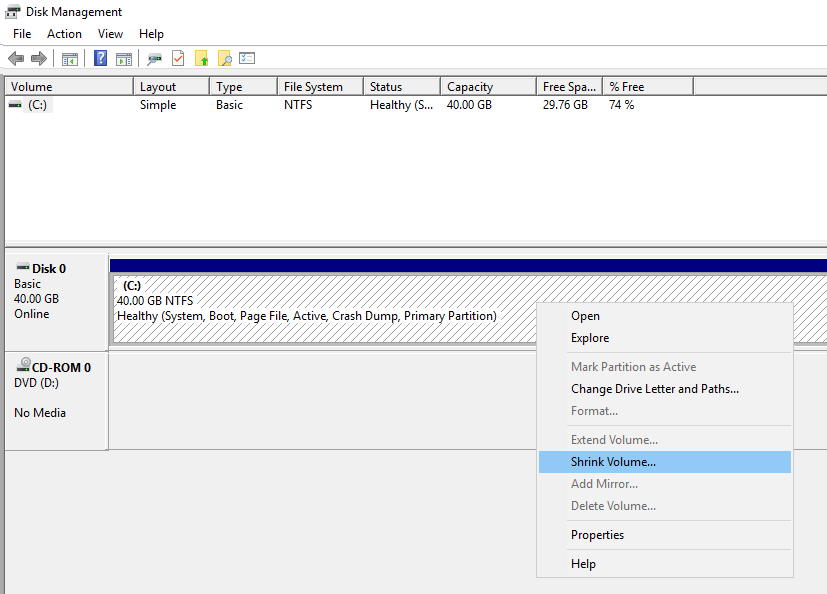 Disk Management
File Action View Help
Volume Layout Type File System Status Capacity Free Spa... % Free
(C:) Simple Basic NTFS Healthy (S... 40.00 GB 29.76 GB 74 %
Disk 0
Basic
40.00 GB
Online
(C:)
40.00 GB NTFS
Healthy (System, Boot, Page File, Active, Crash Dump, Primary Partition)
CD-ROM 0
DVD (D:)
No Media
Open
Explore
Mark Partition as Active
Change Drive Letter and Paths...
Format...
Extend Volume...
Shrink Volume...
Add Mirror...
Delete Volume...
Properties
Help